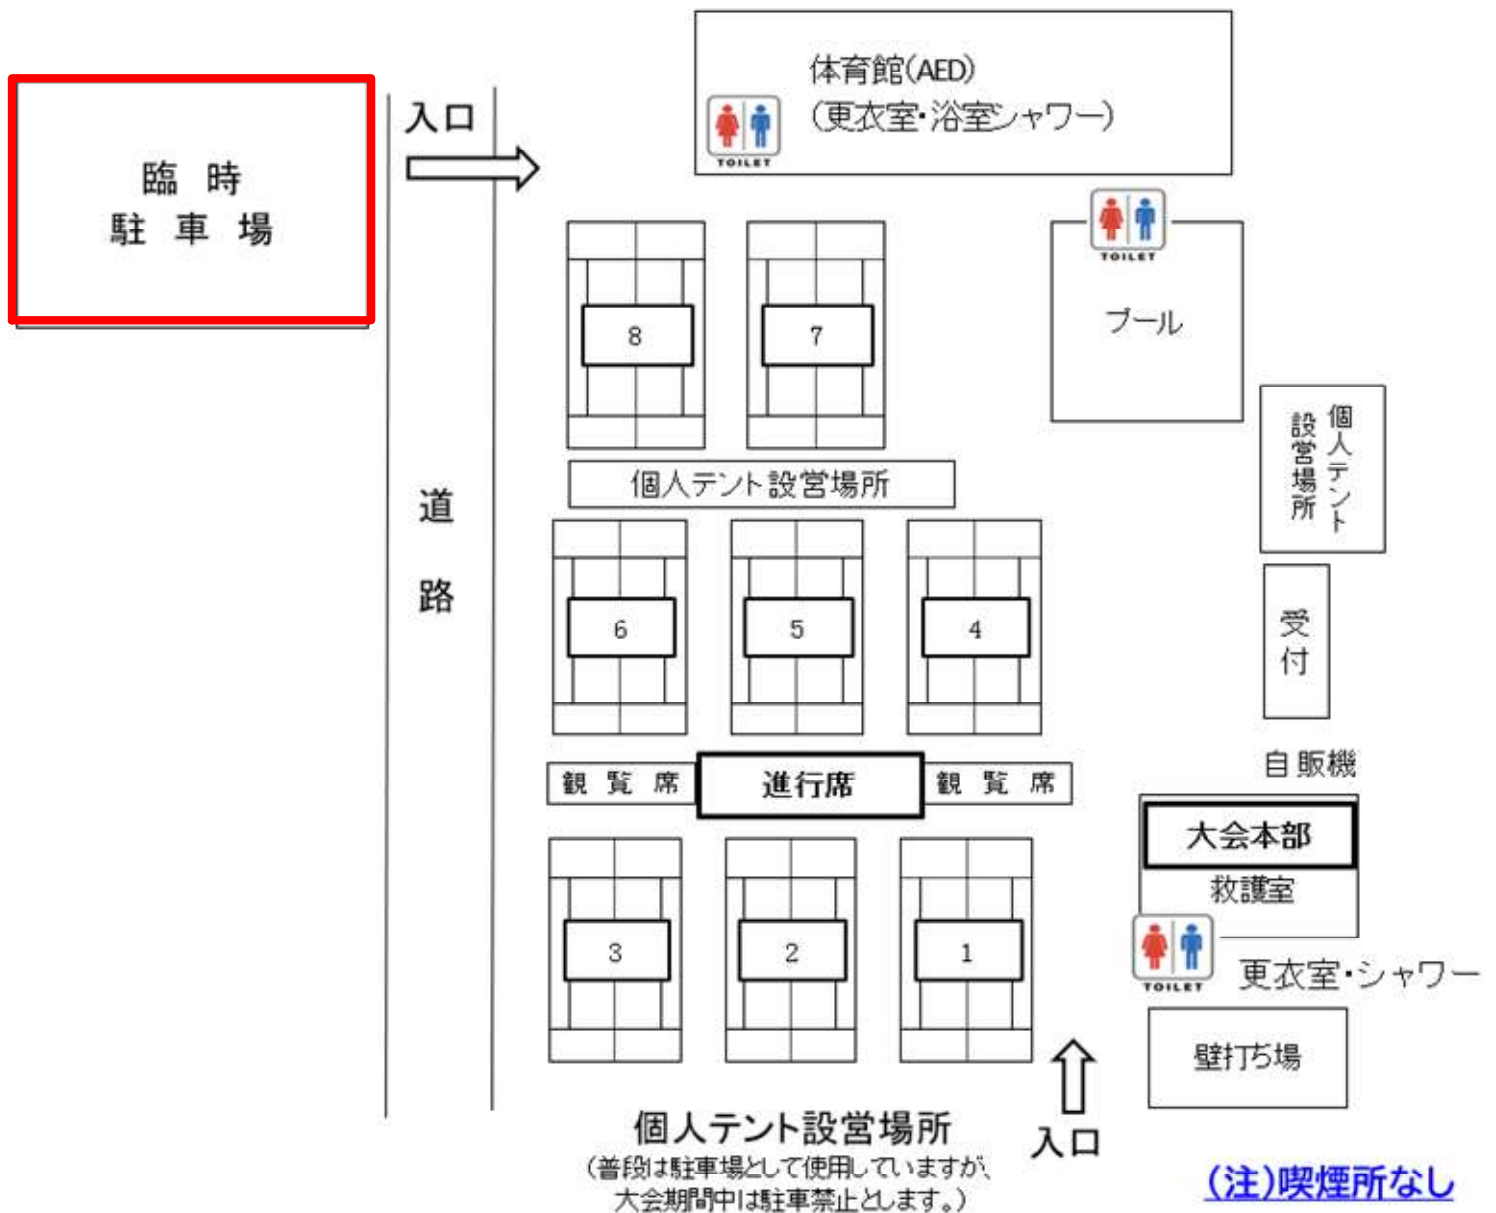 体育館(AED)
(更衣室・浴室シャワー)
TOILET
入口
臨 時
駐 車 場
TOILET
プール
8
7
個人テント設営場所
個人テント
設営場所
道
路
6
5
4
受
付
自販機
観 覧 席
進行席
観 覧 席
大会本部
救護室
TOILET
更衣室・シャワー
3
2
1
壁打ち場
入口
個人テント設営場所
(普段は駐車場として使用していますが、
大会期間中は駐車禁止とします。)
(注)喫煙所なし